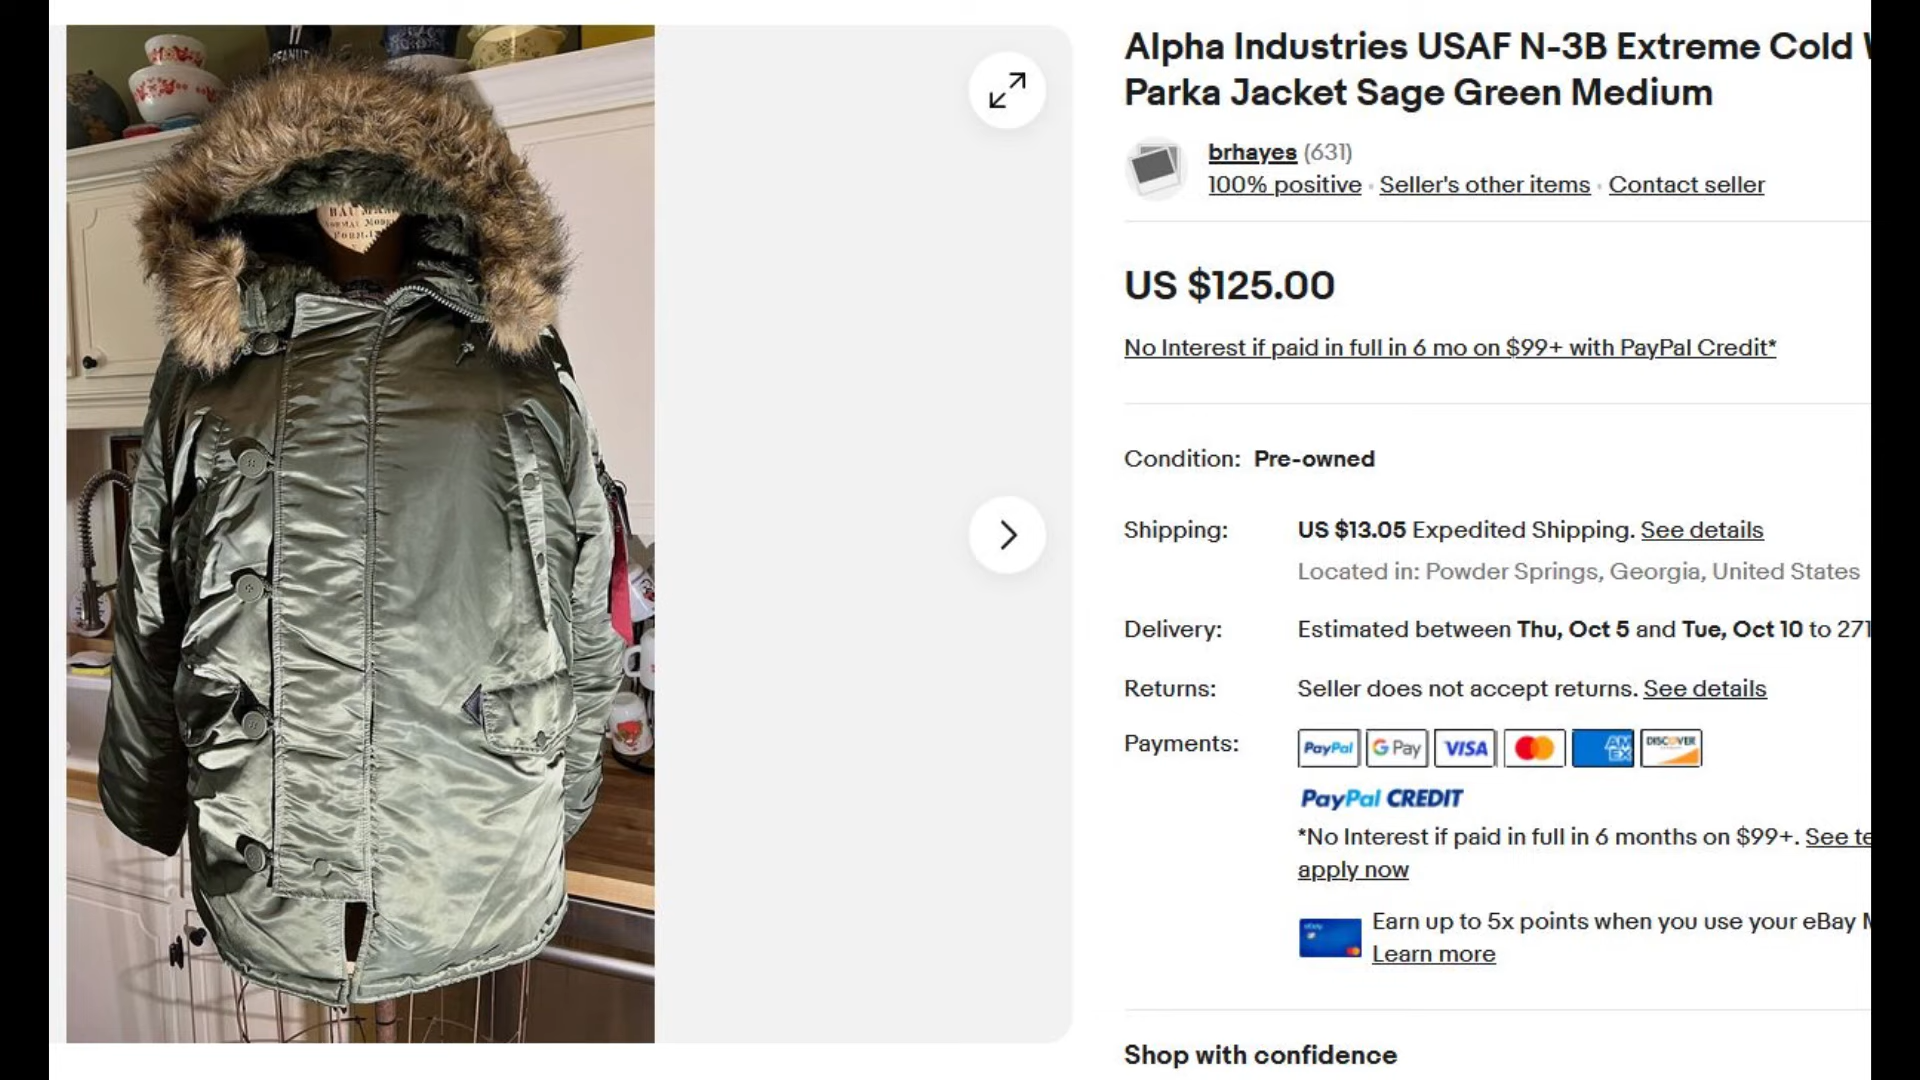 Alpha Industries USAF N-3B Extreme Cold
Parka Jacket Sage Green Medium
brhayes (631)
100% positive · Seller's other items · Contact seller
US $125.00
No Interest if paid in full in 6 mo on $99+ with PayPal Credit*
Condition: Pre-owned
Shipping: US $13.05 Expedited Shipping. See details
Located in: Powder Springs, Georgia, United States
Delivery: Estimated between Thu, Oct 5 and Tue, Oct 10 to 271
Returns: Seller does not accept returns. See details
Payments: PayPal G Pay VISA AMEX DISCOVER
PayPal CREDIT
*No Interest if paid in full in 6 months on $99+. See te
apply now
Earn up to 5x points when you use your eBay
Learn more
Shop with confidence